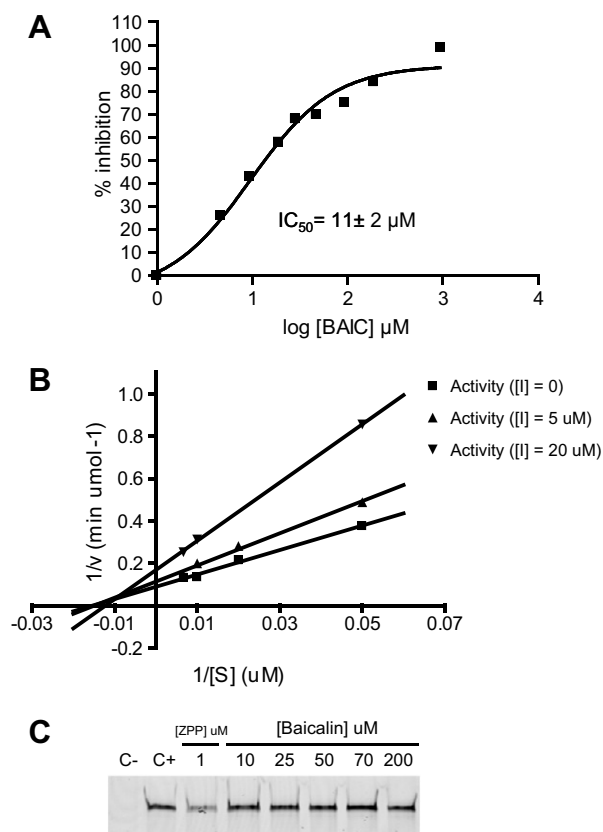 A
% inhibition
100
90
80
70
60
50
40
30
20
10
0
IC50= 11± 2 µM
0 1 2 3 4
log [BAIC] µM
B
1/v (min umol -1)
1.0
0.8
0.6
0.4
0.2
-0.2
-0.03 -0.01 0.01 0.03 0.05 0.07
1/[S] (uM)
Activity ([I] = 0)
Activity ([I] = 5 uM)
Activity ([I] = 20 uM)
C
[ZPP] uM [Baicalin] uM
C- C+ 1 10 25 50 70 200